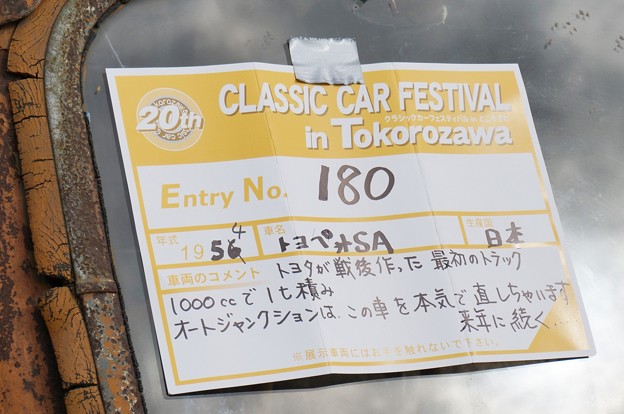 20th
CLASSIC CAR FESTIVAL
in Tokorozawa
クラシックカーフェスティバル in ところざわ
Entry No. 180
年式 1954 車名 トヨペットSA 生産国 日本
車両のコメント トヨタが戦後作った最初のトラック
1000ccで1t積み
オートジャンクションは、この車を本気で直しちゃいます
来年に続く....
※展示車両にはお手を触れないで下さい。